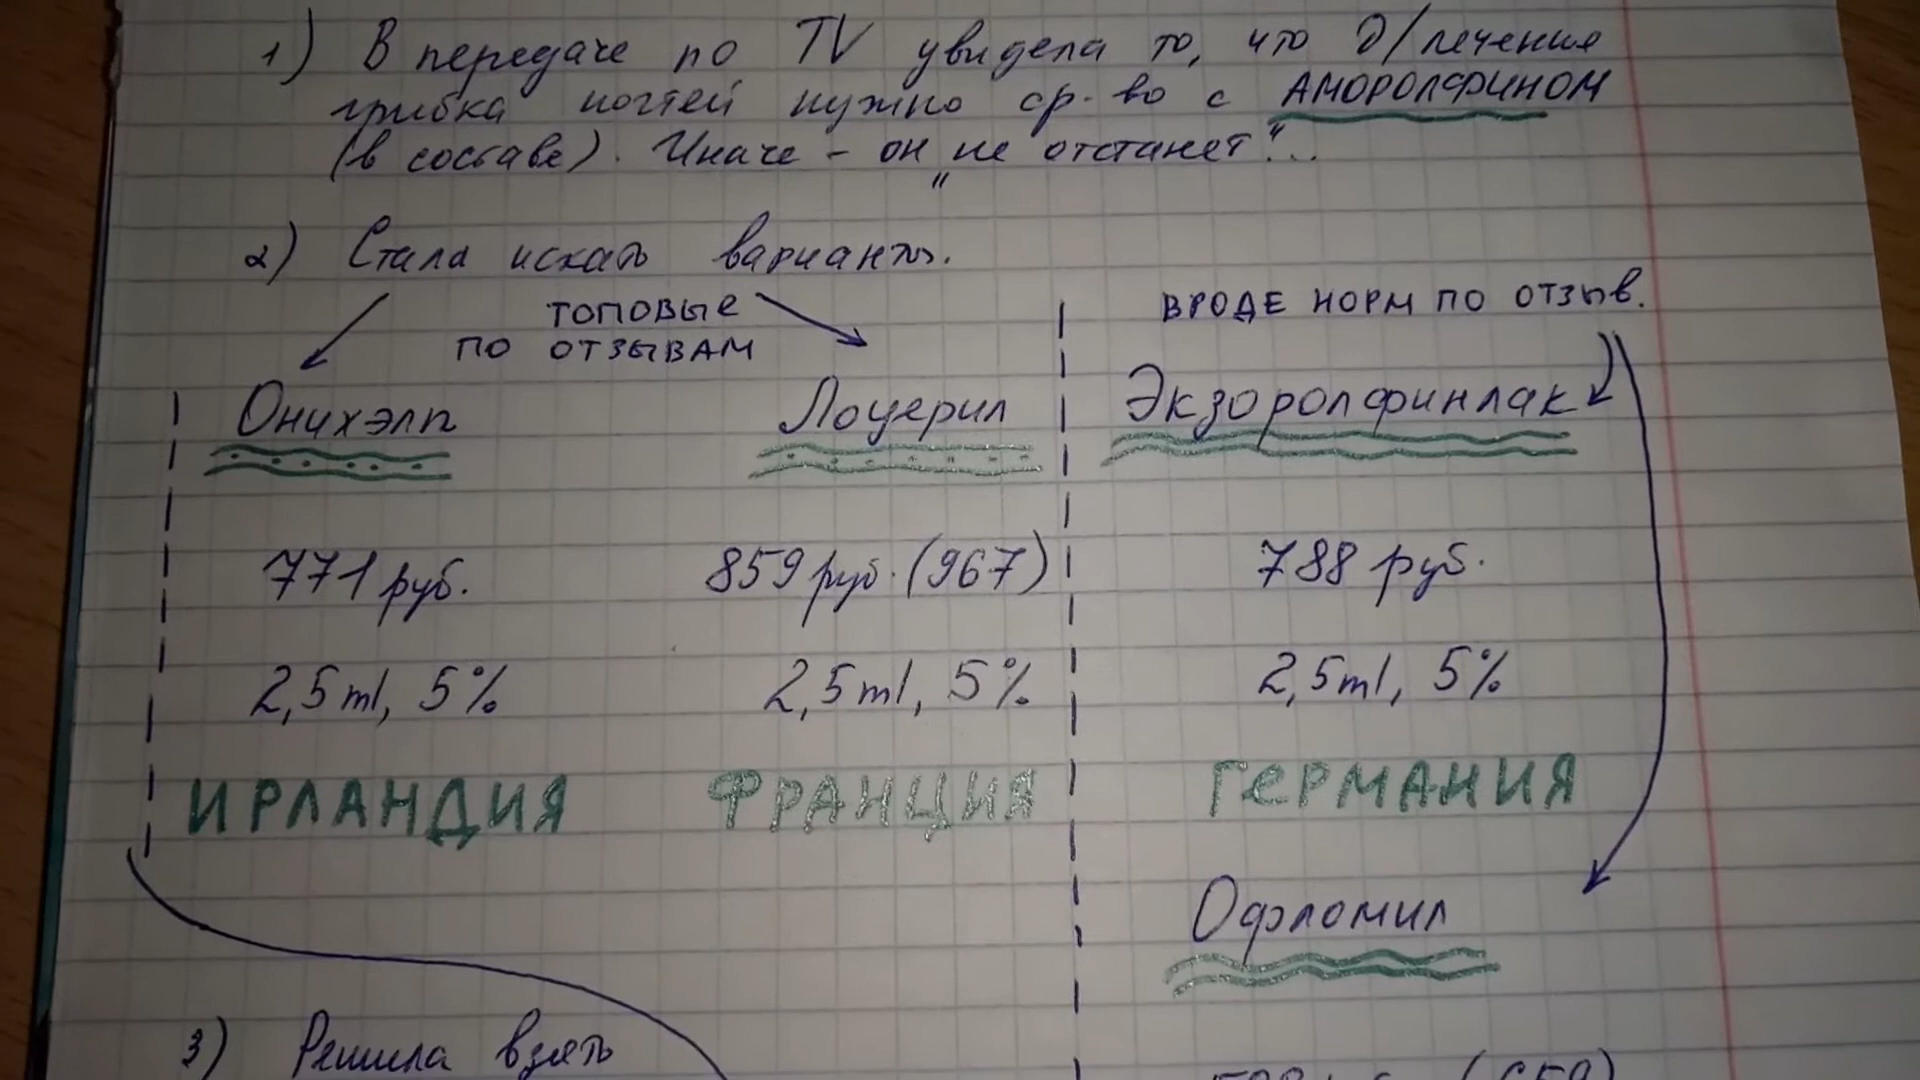 1) В передаче по TV увидела то, что д/лечения
грибка ногтей нужно ср-во с АМОРОЛФИНОМ
(в составе). Иначе - он „не отстанет“!...
2) Стала искать варианты.
ТОПОВЫЕ
ПО ОТЗЫВАМ
ВРОДЕ НОРМ ПО ОТЗЫВ.
Онихэлп Лоцерил Экзоролфинлак
771 руб. 859 руб. (967) 788 руб.
2,5 ml, 5% 2,5 ml, 5% 2,5 ml, 5%
ИРЛАНДИЯ ФРАНЦИЯ ГЕРМАНИЯ
Офломил
3) Решила взять